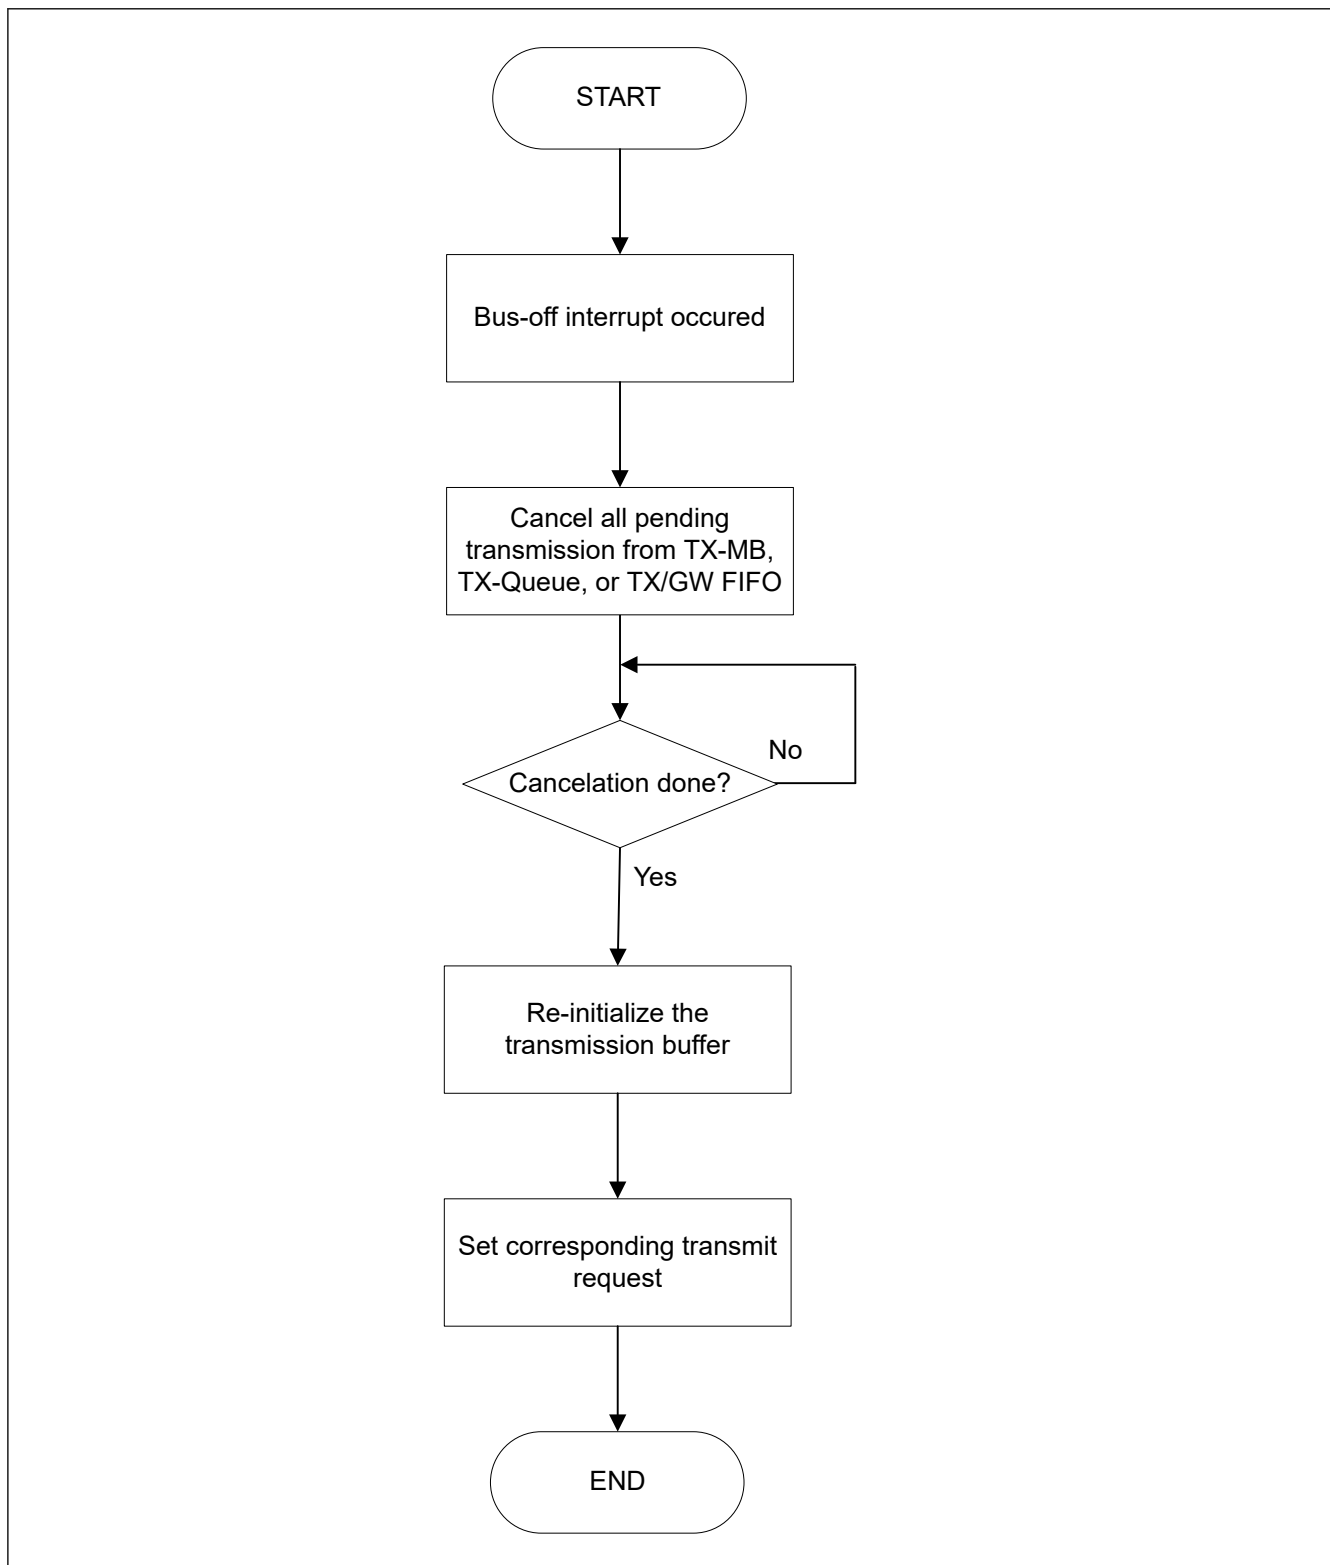 START
Bus-off interrupt occured
Cancel all pending
transmission from TX-MB,
TX-Queue, or TX/GW FIFO
No
Cancelation done?
Yes
Re-initialize the
transmission buffer
Set corresponding transmit
request
END